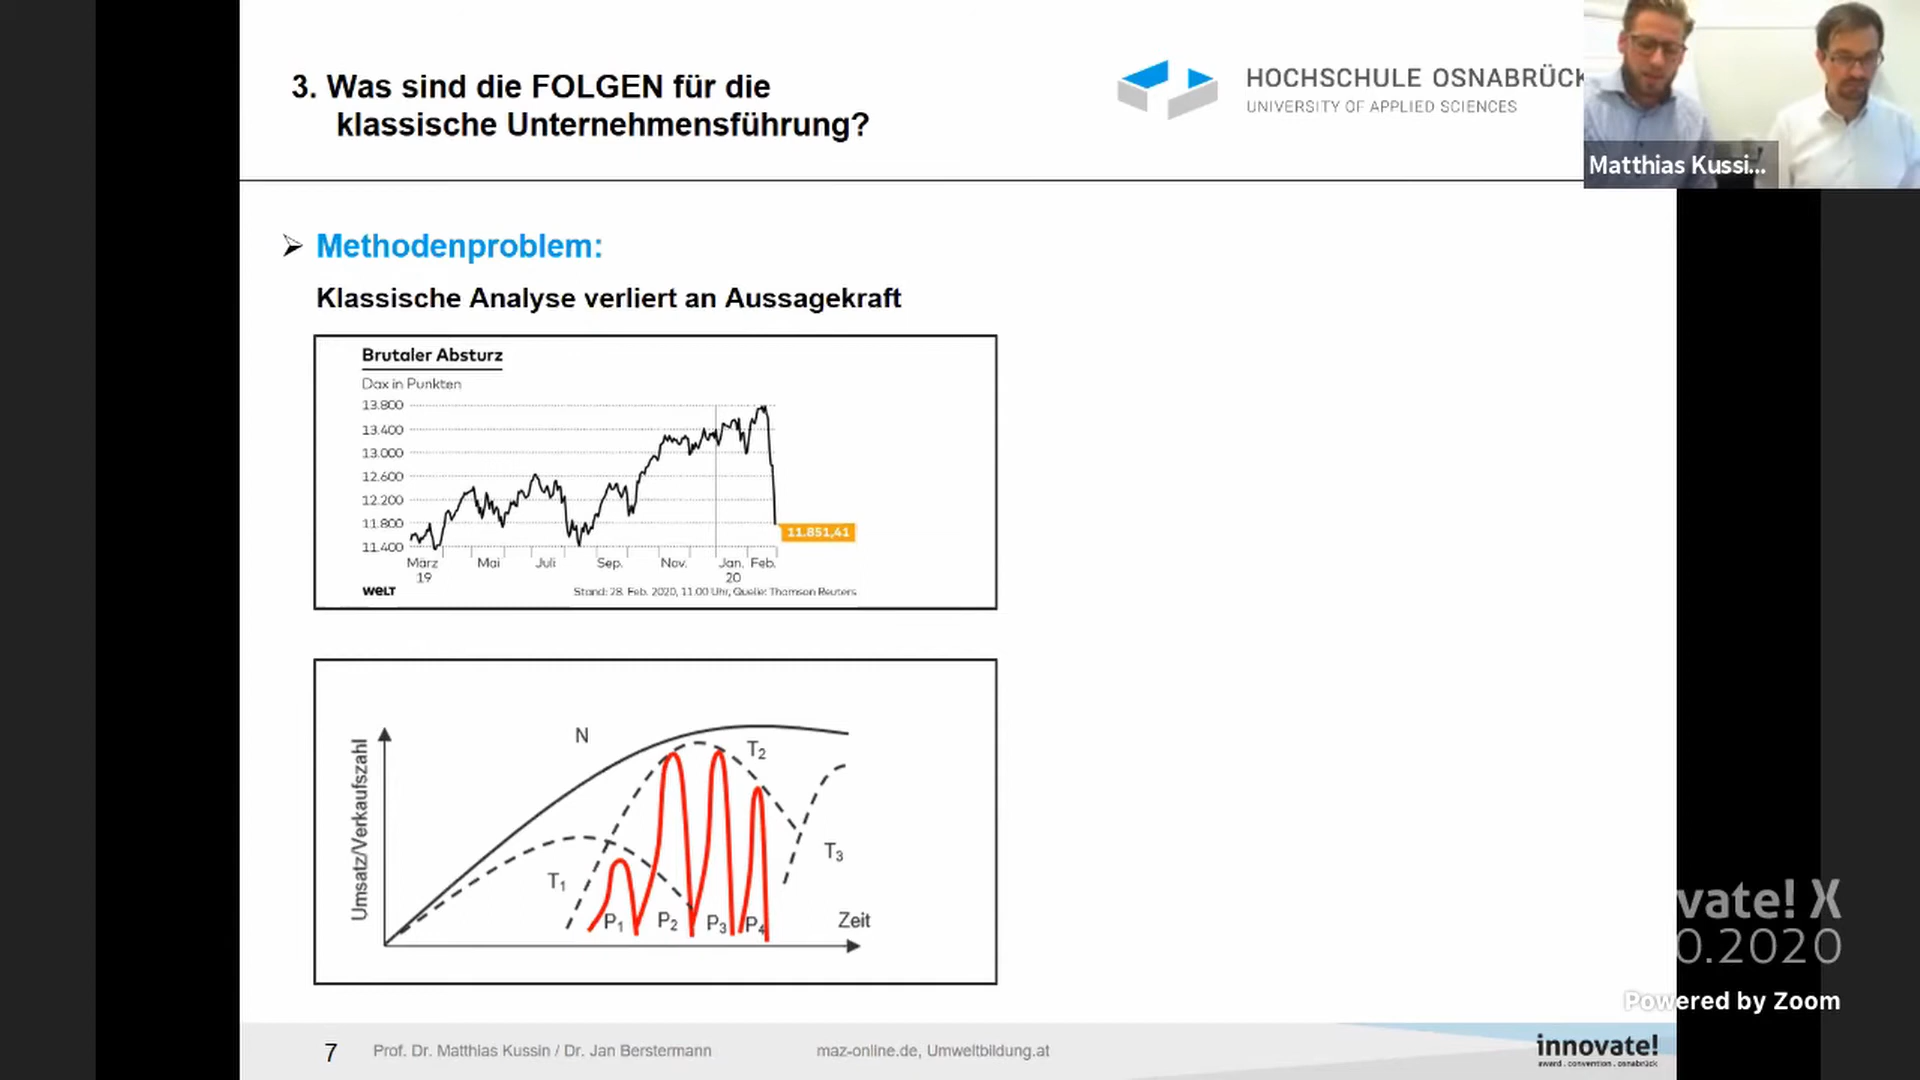 3. Was sind die FOLGEN für die
klassische Unternehmensführung?
HOCHSCHULE OSNABRÜCK
UNIVERSITY OF APPLIED SCIENCES
Matthias Kussi...
Methodenproblem:
Klassische Analyse verliert an Aussagekraft
Brutaler Absturz
Dax in Punkten
13.800
13.400
13.000
12.600
12.200
11.800
11.400
11.851,41
März Mai Juli Sep. Nov. Jan. Feb.
19 20
WELT
Stand: 28. Feb. 2020, 11.00 Uhr, Quelle: Thomson Reuters
Umsatz/Verkaufszahl
N
T2
T3
T1
P1 P2 P3 P4
Zeit
vate! X
0.2020
Powered by Zoom
7
Prof. Dr. Matthias Kussin / Dr. Jan Berstermann
maz-online.de, Umweltbildung.at
innovate!
award . convention . osnabrück